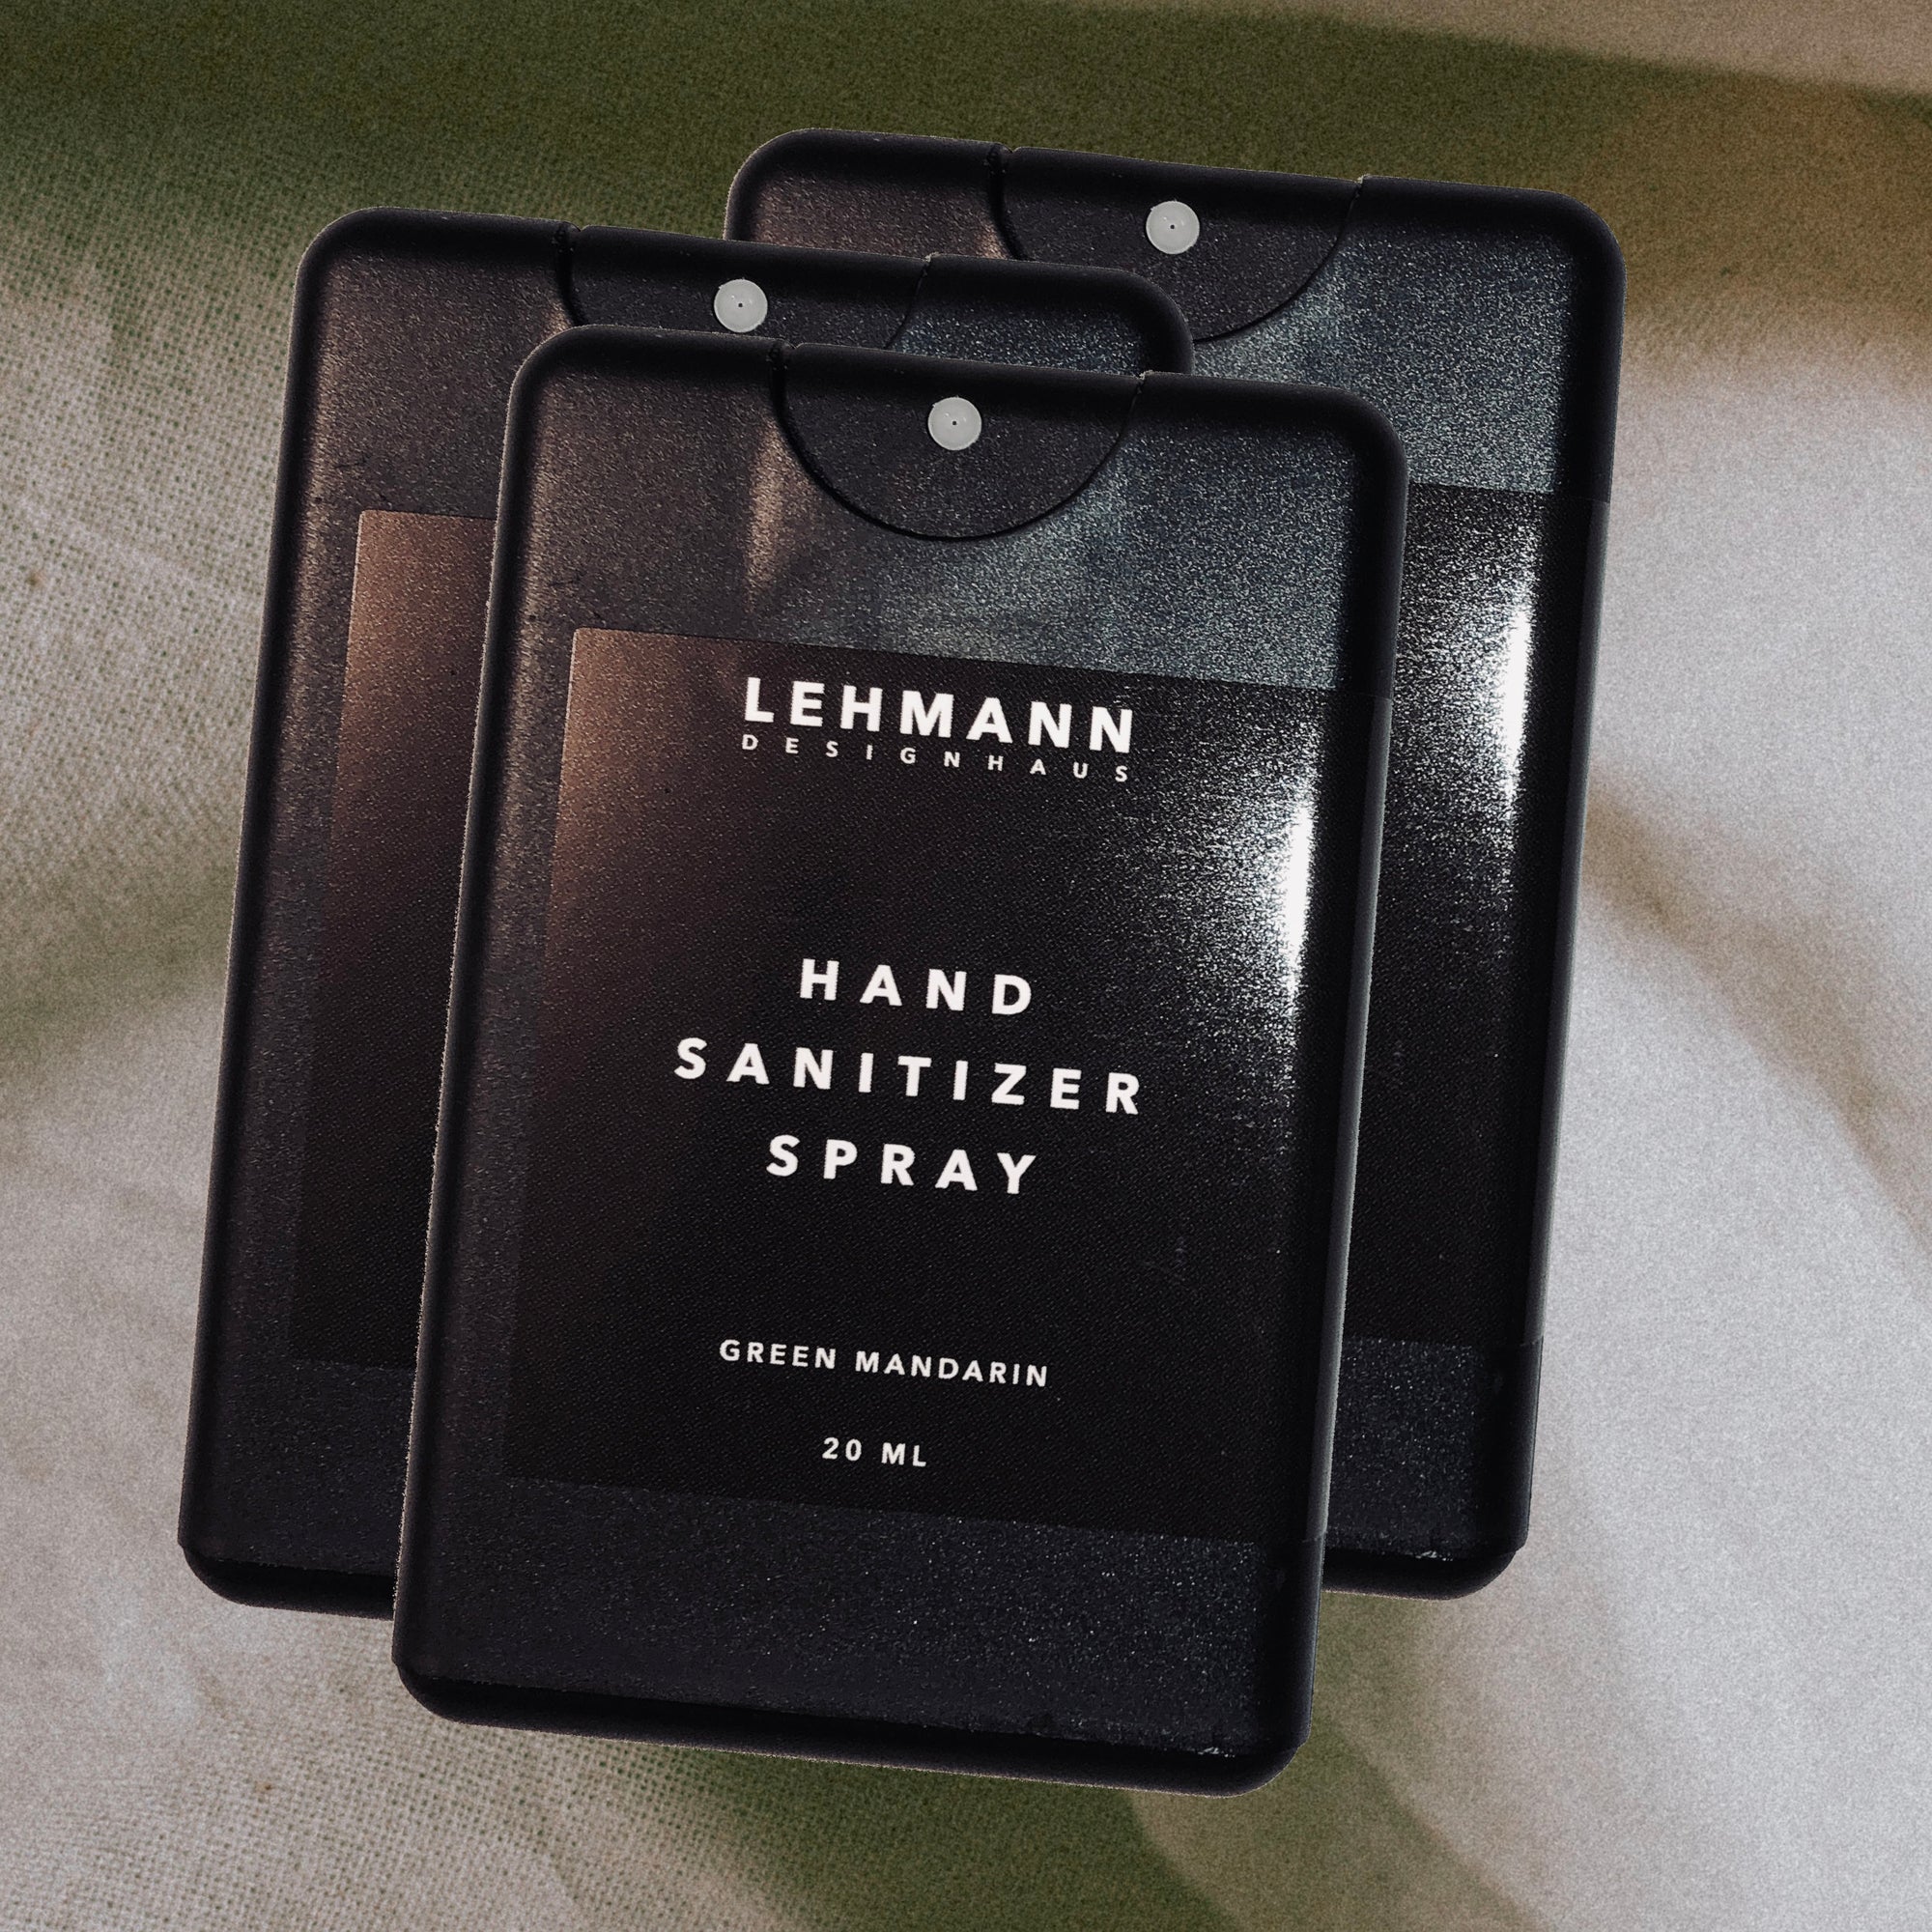 LEHMANN
DESIGNHAUS
HAND
SANITIZER
SPRAY
GREEN MANDARIN
20 ML